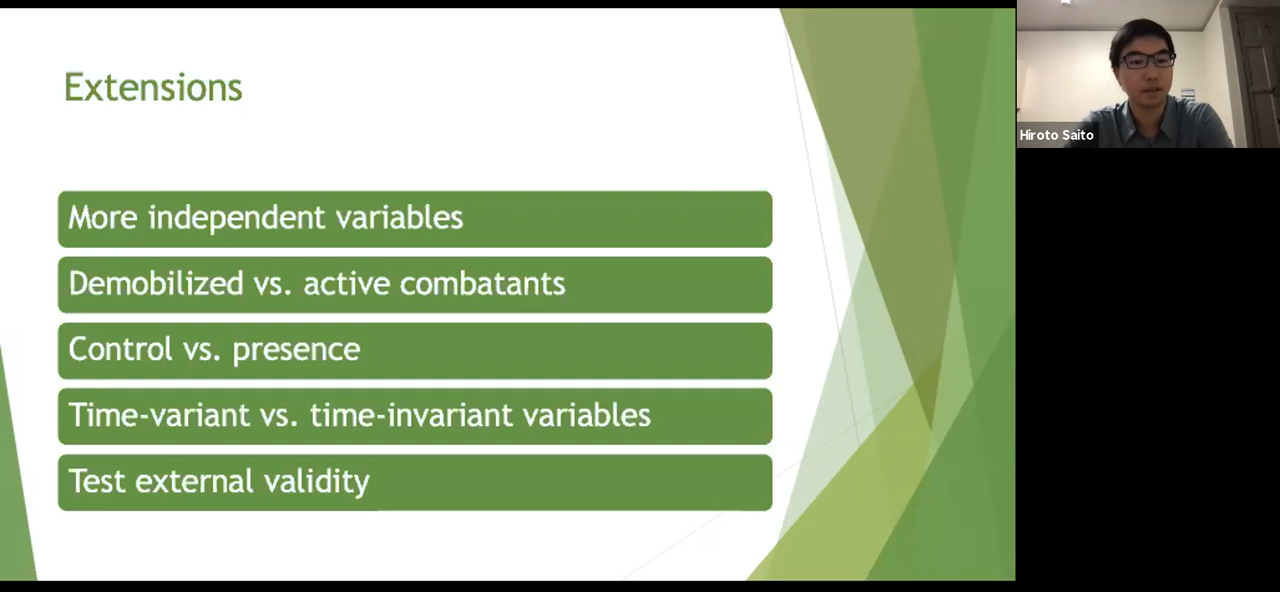 Extensions
More independent variables
Demobilized vs. active combatants
Control vs. presence
Time-variant vs. time-invariant variables
Test external validity
Hiroto Saito